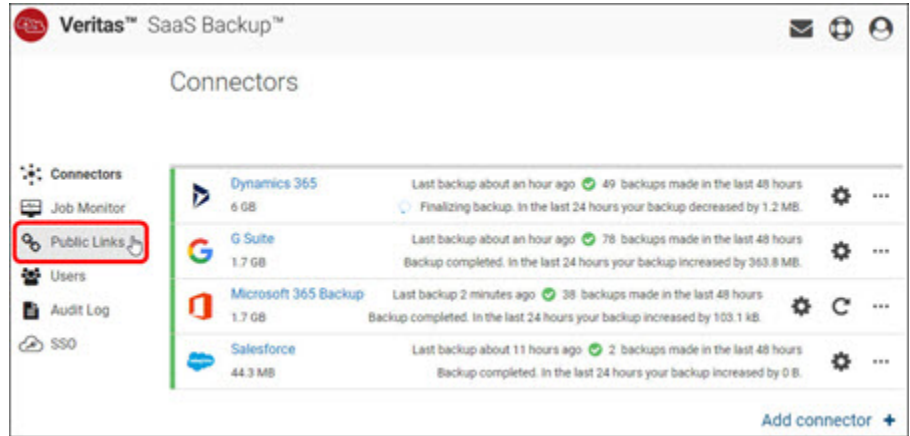 Veritas™ SaaS Backup™
Connectors
Connectors
Job Monitor
Public Links
Users
Audit Log
SSO
Dynamics 365
6 GB
Last backup about an hour ago 49 backups made in the last 48 hours
Finalizing backup. In the last 24 hours your backup decreased by 1.2 MB.
G Suite
1.7 GB
Last backup about an hour ago 78 backups made in the last 48 hours
Backup completed. In the last 24 hours your backup increased by 363.8 MB.
Microsoft 365 Backup
1.7 GB
Last backup 2 minutes ago 38 backups made in the last 48 hours
Backup completed. In the last 24 hours your backup increased by 103.1 kB.
Salesforce
44.3 MB
Last backup about 11 hours ago 2 backups made in the last 48 hours
Backup completed. In the last 24 hours your backup increased by 0 B.
Add connector +